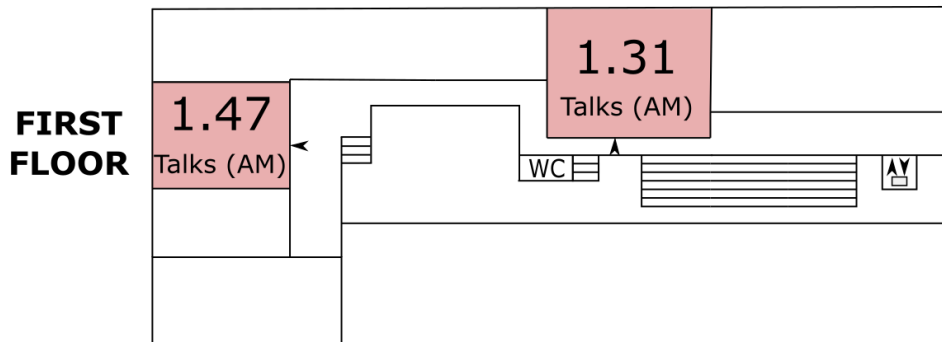 FIRST
FLOOR
1.47
Talks (AM)
1.31
Talks (AM)
WC